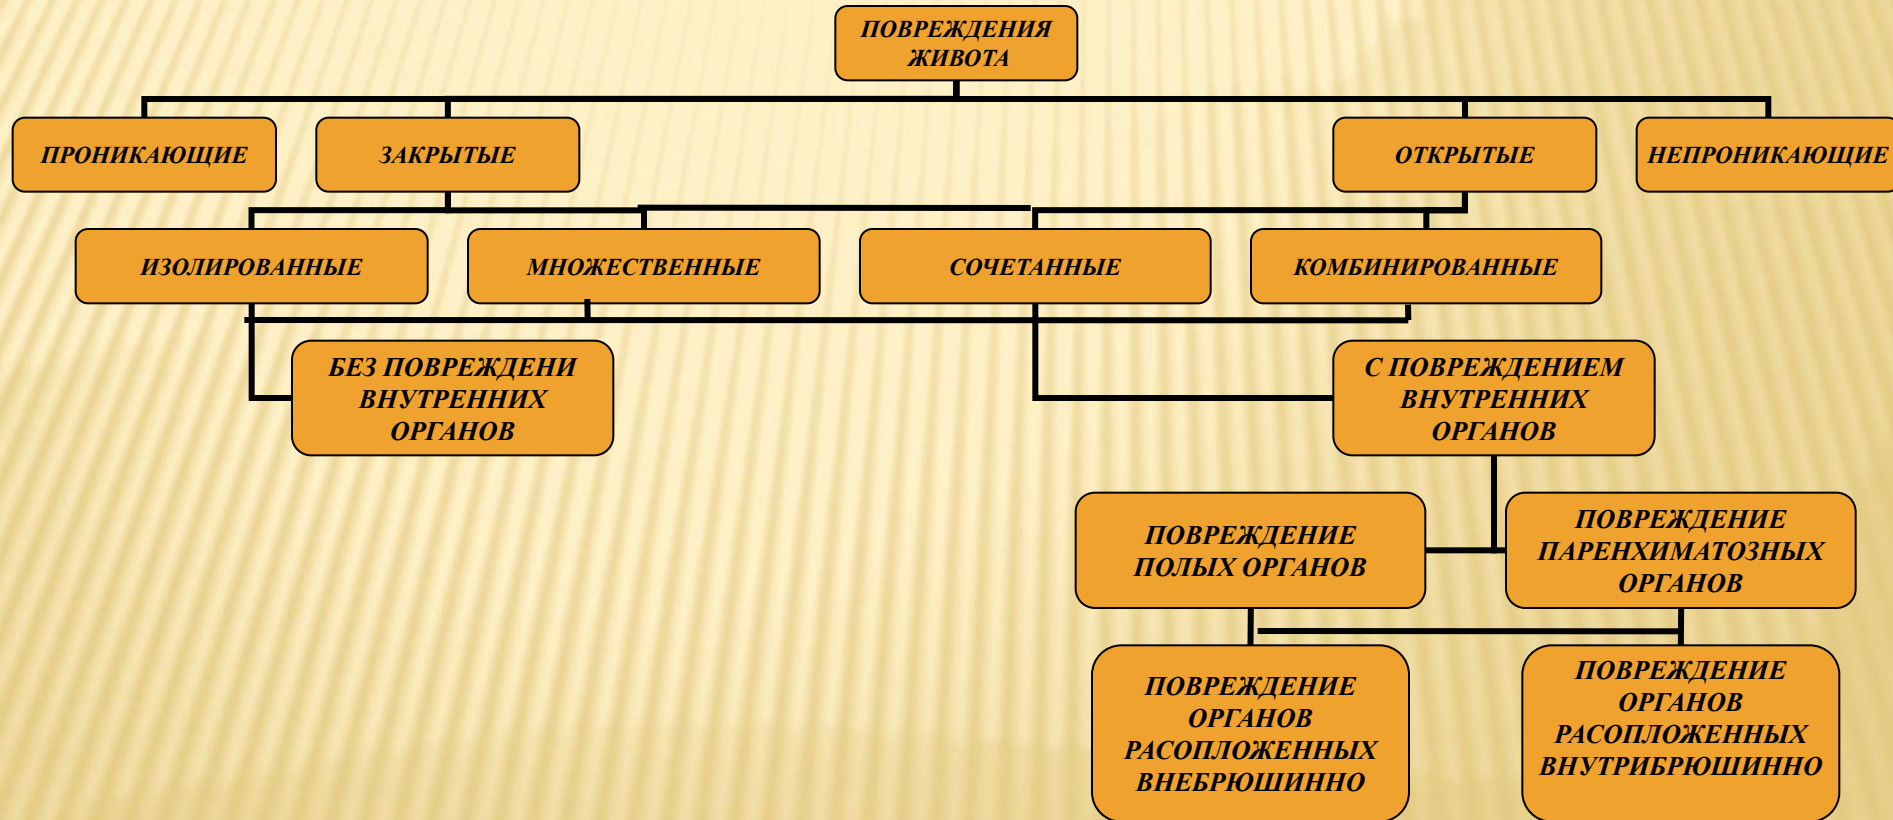 ПОВРЕЖДЕНИЯ
ЖИВОТА
ПРОНИКАЮЩИЕ
ЗАКРЫТЫЕ
ОТКРЫТЫЕ
НЕПРОНИКАЮЩИЕ
ИЗОЛИРОВАННЫЕ
МНОЖЕСТВЕННЫЕ
СОЧЕТАННЫЕ
КОМБИНИРОВАННЫЕ
БЕЗ ПОВРЕЖДЕНИ
ВНУТРЕННИХ
ОРГАНОВ
С ПОВРЕЖДЕНИЕМ
ВНУТРЕННИХ
ОРГАНОВ
ПОВРЕЖДЕНИЕ
ПОЛЫХ ОРГАНОВ
ПОВРЕЖДЕНИЕ
ПАРЕНХИМАТОЗНЫХ
ОРГАНОВ
ПОВРЕЖДЕНИЕ
ОРГАНОВ
РАСОПЛОЖЕННЫХ
ВНЕБРЮШИННО
ПОВРЕЖДЕНИЕ
ОРГАНОВ
РАСОПЛОЖЕННЫХ
ВНУТРИБРЮШИННО